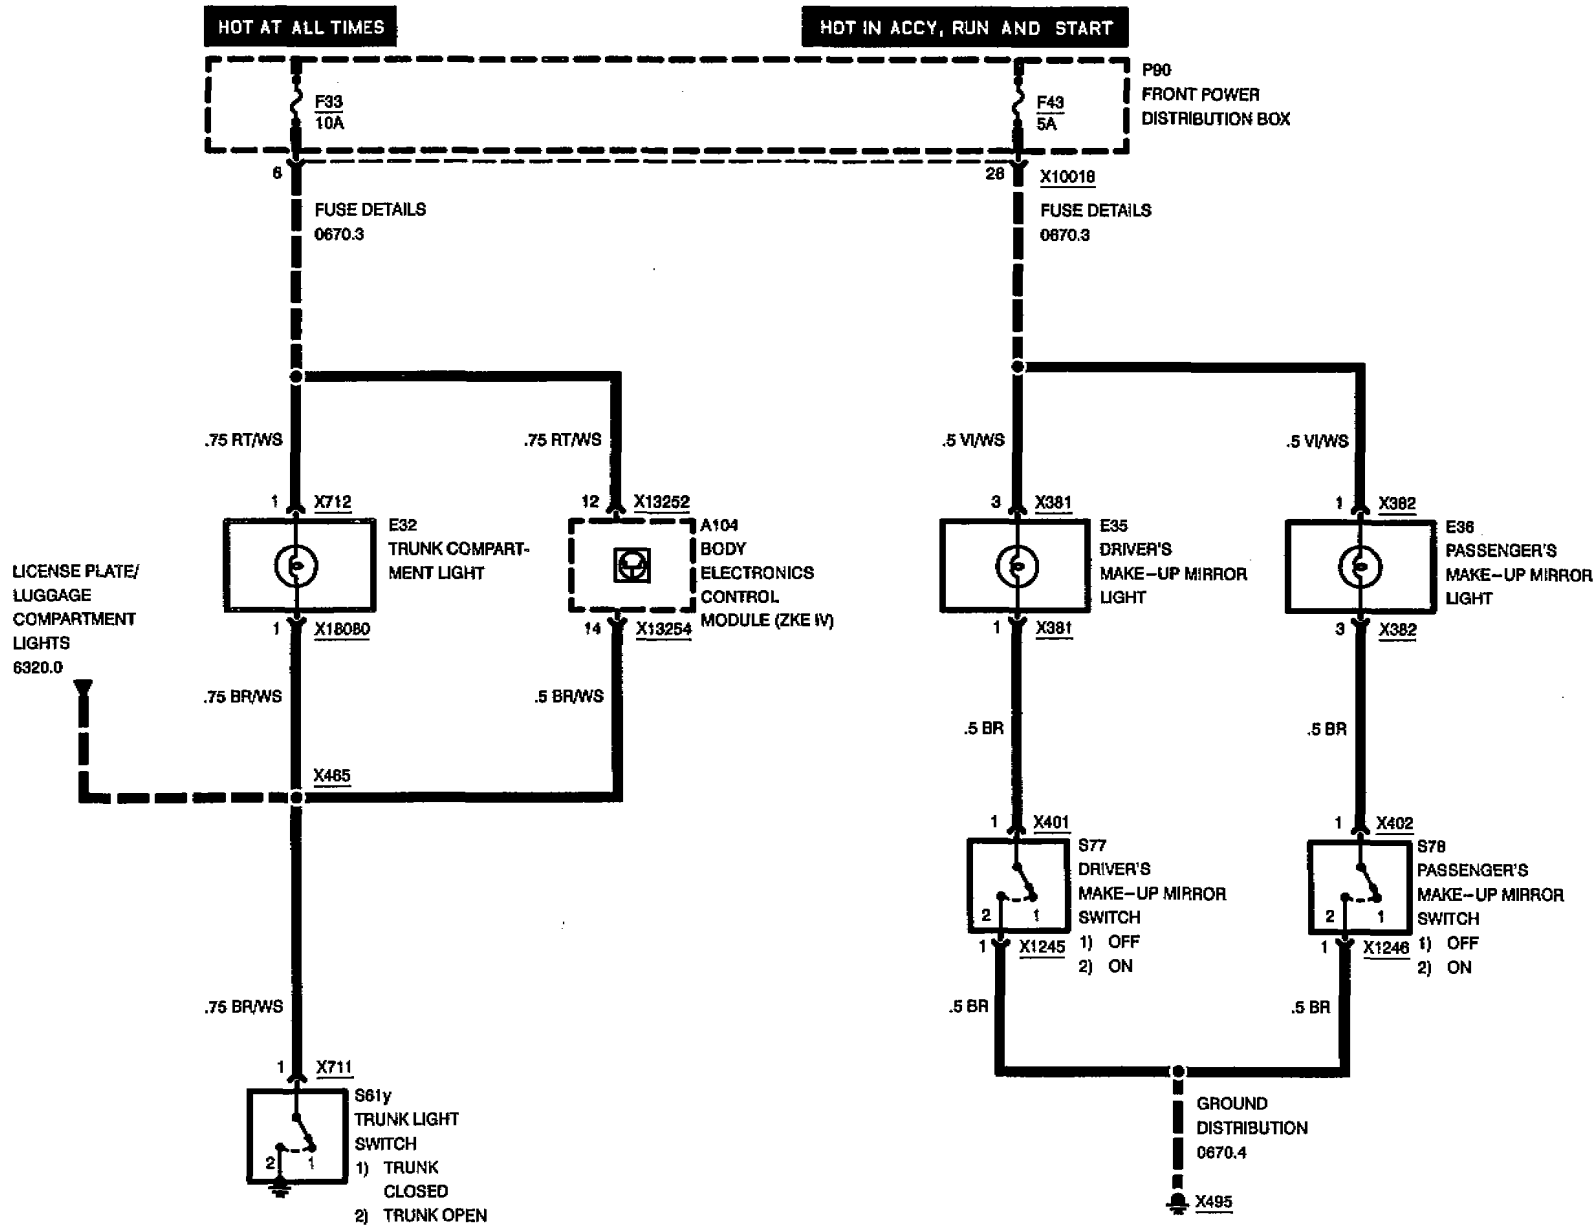 HOT AT ALL TIMES
HOT IN ACCY, RUN AND START
F33
10A
F43
5A
P90
FRONT POWER
DISTRIBUTION BOX
6
28
X10018
FUSE DETAILS
0670.3
FUSE DETAILS
0670.3
.75 RT/WS
.75 RT/WS
.5 VI/WS
.5 VI/WS
1
X712
12
X13252
3
X381
1
X382
E32
TRUNK COMPART-
MENT LIGHT
A104
BODY
ELECTRONICS
CONTROL
MODULE (ZKE IV)
E35
DRIVER'S
MAKE-UP MIRROR
LIGHT
E36
PASSENGER'S
MAKE-UP MIRROR
LIGHT
LICENSE PLATE/
LUGGAGE
COMPARTMENT
LIGHTS
6320.0
1
X18080
14
X13254
1
X381
3
X382
.75 BR/WS
.5 BR/WS
.5 BR
.5 BR
X465
1
X401
1
X402
S77
DRIVER'S
MAKE-UP MIRROR
SWITCH
1) OFF
2) ON
2
1
S78
PASSENGER'S
MAKE-UP MIRROR
SWITCH
1) OFF
2) ON
2
1
1
X1245
1
X1246
.75 BR/WS
.5 BR
.5 BR
1
X711
S61y
TRUNK LIGHT
SWITCH
1) TRUNK
CLOSED
2) TRUNK OPEN
2
1
GROUND
DISTRIBUTION
0670.4
X495